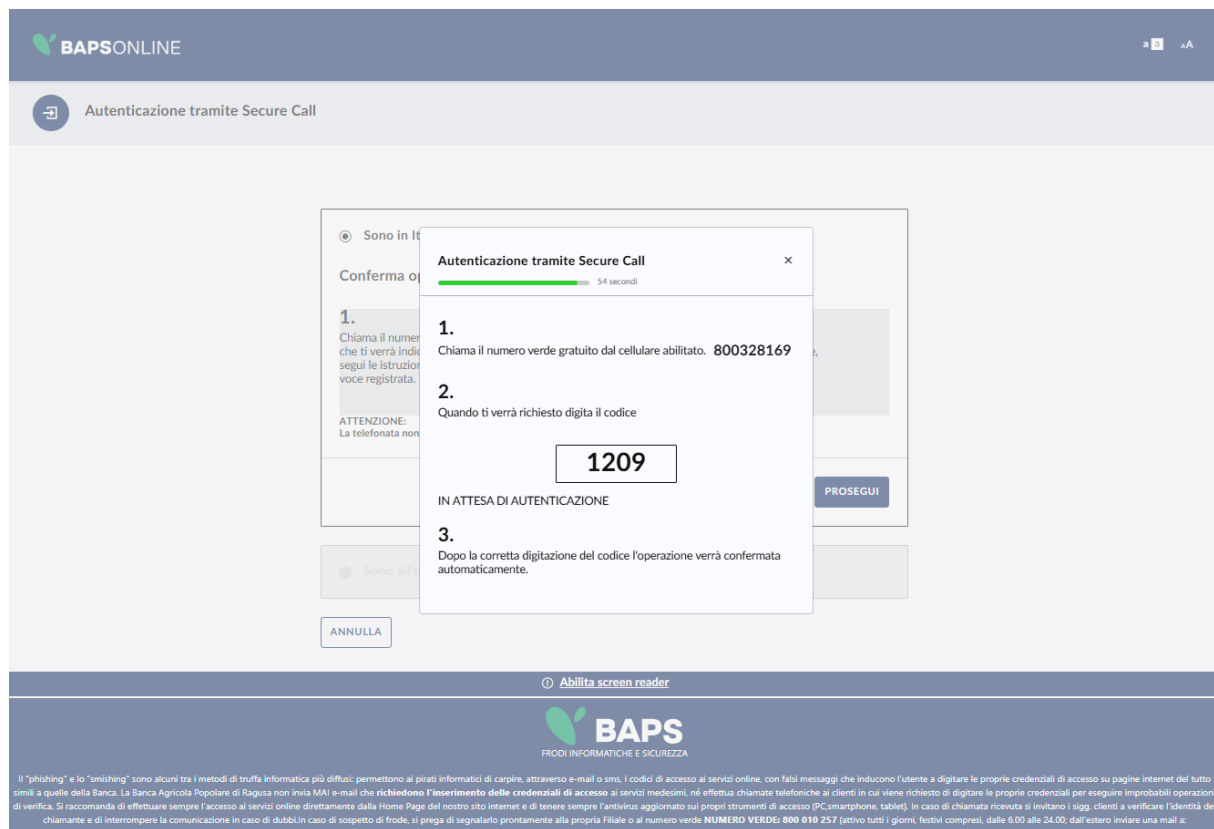 BAPSONLINE
a a AA
Autenticazione tramite Secure Call
Sono in It
Conferma op
1.
Chiama il numer
che ti verrà indic
segui le istruzion
voce registrata.
ATTENZIONE:
La telefonata non
Autenticazione tramite Secure Call ×
54 secondi
1.
Chiama il numero verde gratuito dal cellulare abilitato. 800328169
2.
Quando ti verrà richiesto digita il codice
1209
IN ATTESA DI AUTENTICAZIONE
3.
Dopo la corretta digitazione del codice l'operazione verrà confermata
automaticamente.
PROSEGUI
Sono all'e
ANNULLA
Abilita screen reader
BAPS
FRODI INFORMATICHE E SICUREZZA
Il "phishing" e lo "smishing" sono alcuni tra i metodi di truffa informatica più diffusi: permettono ai pirati informatici di carpire, attraverso e-mail o sms, i codici di accesso ai servizi online, con falsi messaggi che inducono l'utente a digitare le proprie credenziali di accesso su pagine internet del tutto
simili a quelle della Banca. La Banca Agricola Popolare di Ragusa non invia MAI e-mail che richiedono l'inserimento delle credenziali di accesso ai servizi medesimi, né effettua chiamate telefoniche ai clienti in cui viene richiesto di digitare le proprie credenziali per eseguire improbabili operazioni
di verifica. Si raccomanda di effettuare sempre l'accesso ai servizi online direttamente dalla Home Page del nostro sito internet e di tenere sempre l'antivirus aggiornato sui propri strumenti di accesso (PC,smartphone, tablet). In caso di chiamata ricevuta si invitano i sigg. clienti a verificare l'identità de
chiamante e di interrompere la comunicazione in caso di dubbi.In caso di sospetto di frode, si prega di segnalarlo prontamente alla propria Filiale o al numero verde NUMERO VERDE: 800 010 257 (attivo tutti i giorni, festivi compresi, dalle 6.00 alle 24.00; dall'estero inviare una mail a: